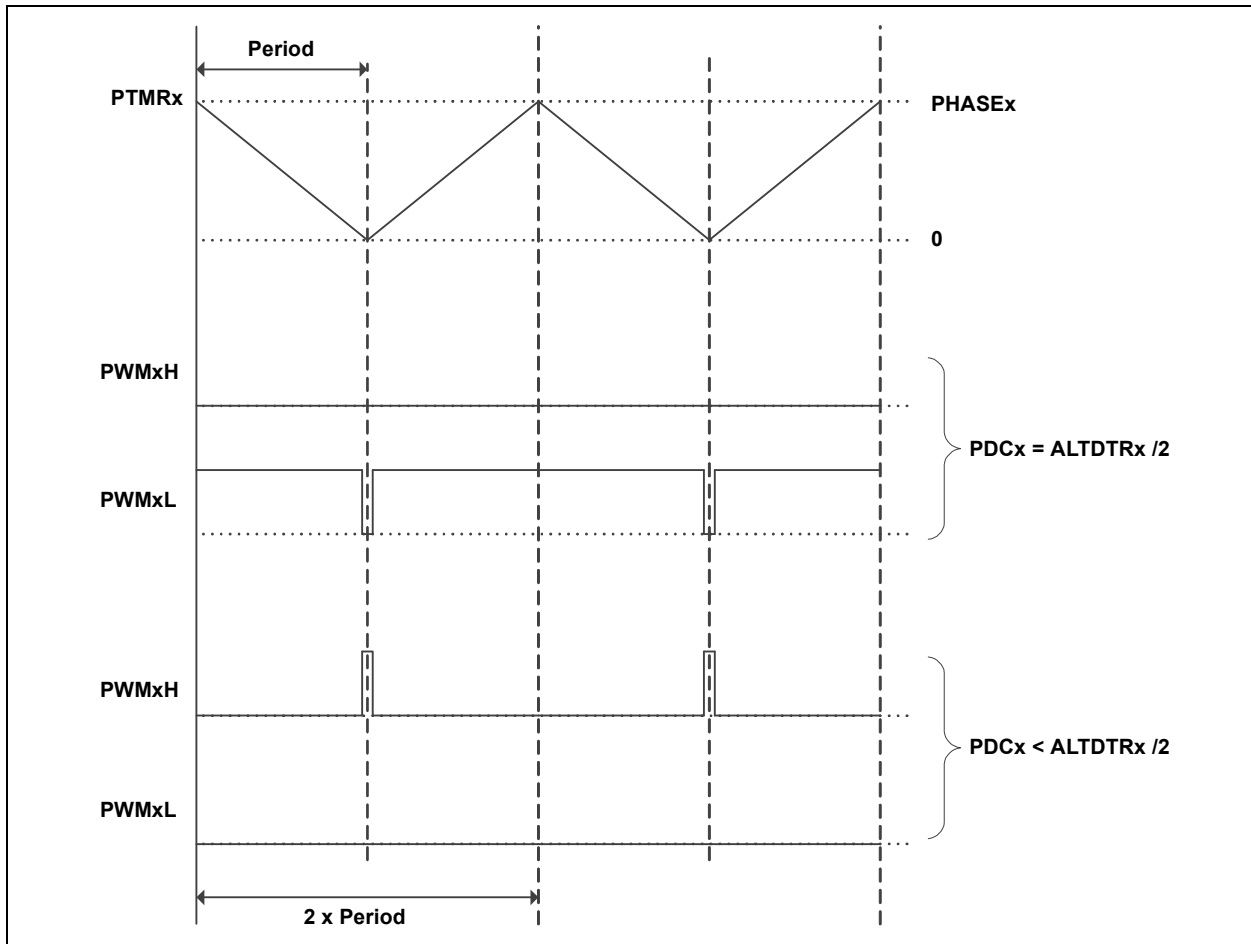 Period
PTMRx
PHASEx
0
PWMxH
PDCx = ALTDTRx /2
PWMxL
PWMxH
PDCx < ALTDTRx /2
PWMxL
2 x Period